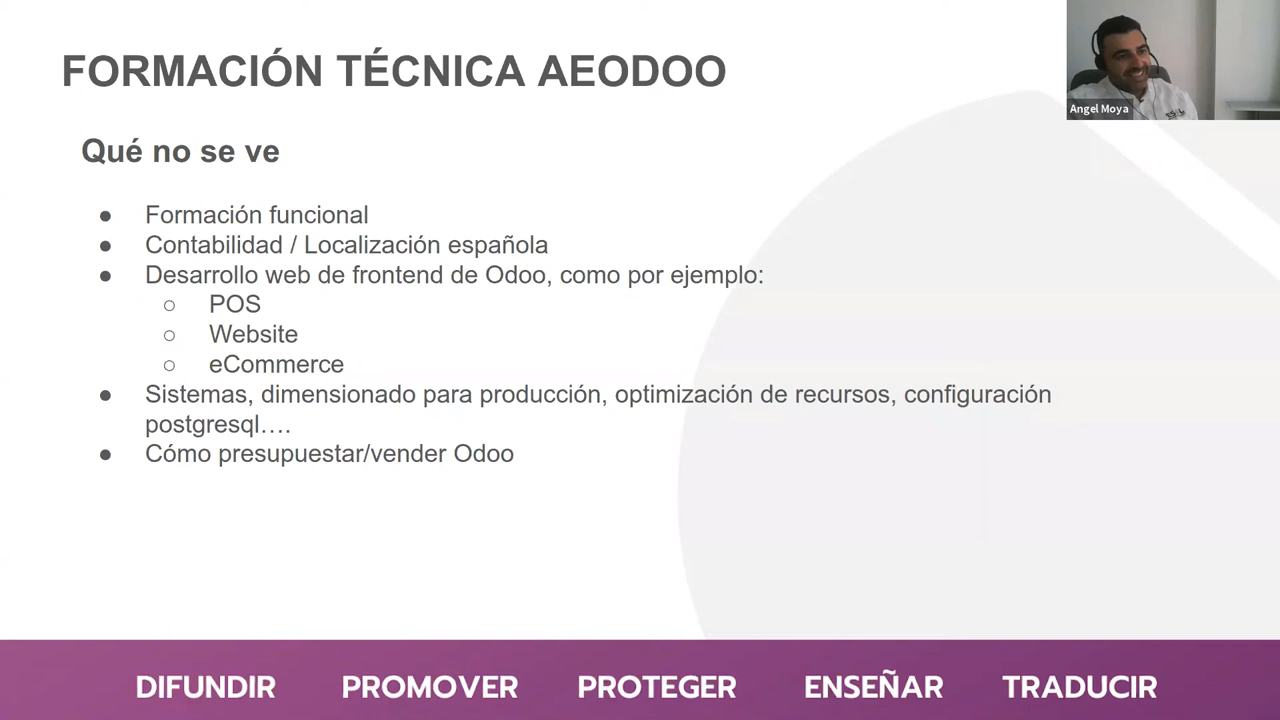 FORMACIÓN TÉCNICA AEODOO
Angel Moya
Qué no se ve
● Formación funcional
● Contabilidad / Localización española
● Desarrollo web de frontend de Odoo, como por ejemplo:
○ POS
○ Website
○ eCommerce
● Sistemas, dimensionado para producción, optimización de recursos, configuración
postgresql….
● Cómo presupuestar/vender Odoo
DIFUNDIR PROMOVER PROTEGER ENSEÑAR TRADUCIR